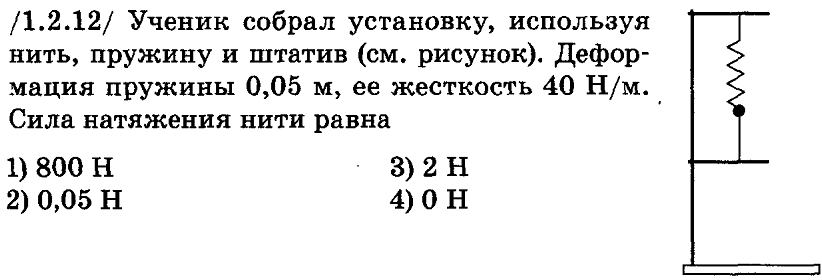 /1.2.12/ Ученик собрал установку, используя
нить, пружину и штатив (см. рисунок). Дефор-
мация пружины 0,05 м, ее жесткость 40 Н/м.
Сила натяжения нити равна
1) 800 Н 3) 2 Н
2) 0,05 Н 4) 0 Н